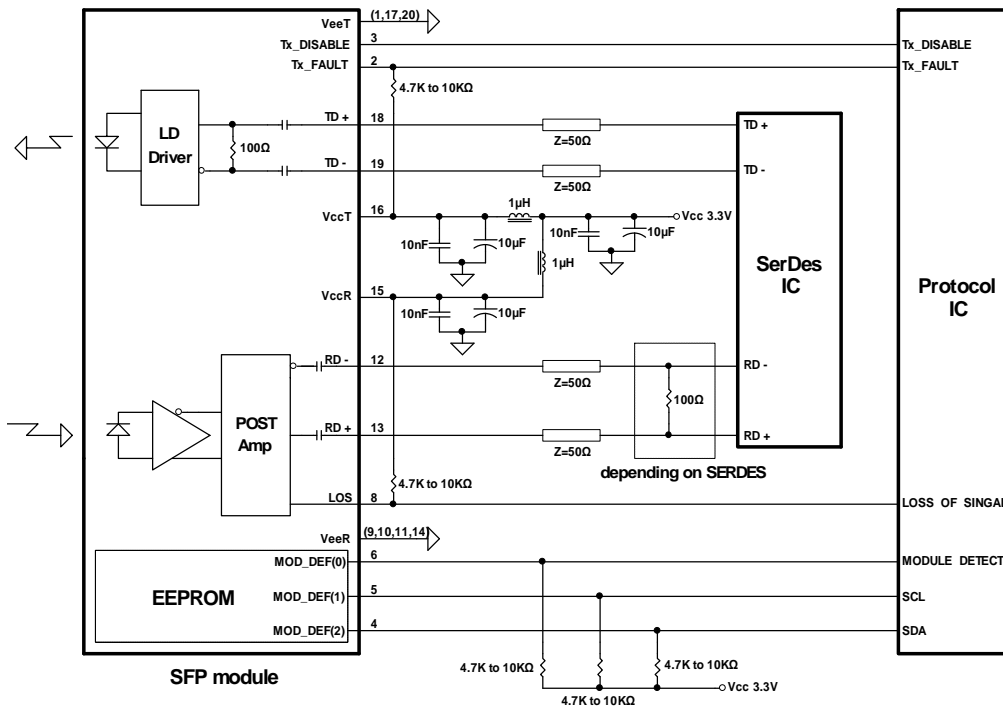 VeeT (1,17,20)
Tx_DISABLE 3 Tx_DISABLE
Tx_FAULT 2 Tx_FAULT
4.7K to 10KΩ
LD
Driver
100Ω
TD + 18 TD +
Z=50Ω
TD - 19 TD -
Z=50Ω
1µH
VccT 16 Vcc 3.3V
10nF 10µF 10nF 10µF
1µH
SerDes
IC
Protocol
IC
VccR 15
10nF 10µF
RD - 12 RD -
Z=50Ω
100Ω
POST
Amp
RD + 13 RD +
Z=50Ω
depending on SERDES
4.7K to 10KΩ
LOS 8 LOSS OF SINGAL
VeeR (9,10,11,14)
MOD_DEF(0) 6 MODULE DETECT
EEPROM
MOD_DEF(1) 5 SCL
MOD_DEF(2) 4 SDA
4.7K to 10KΩ 4.7K to 10KΩ
4.7K to 10KΩ
Vcc 3.3V
SFP module